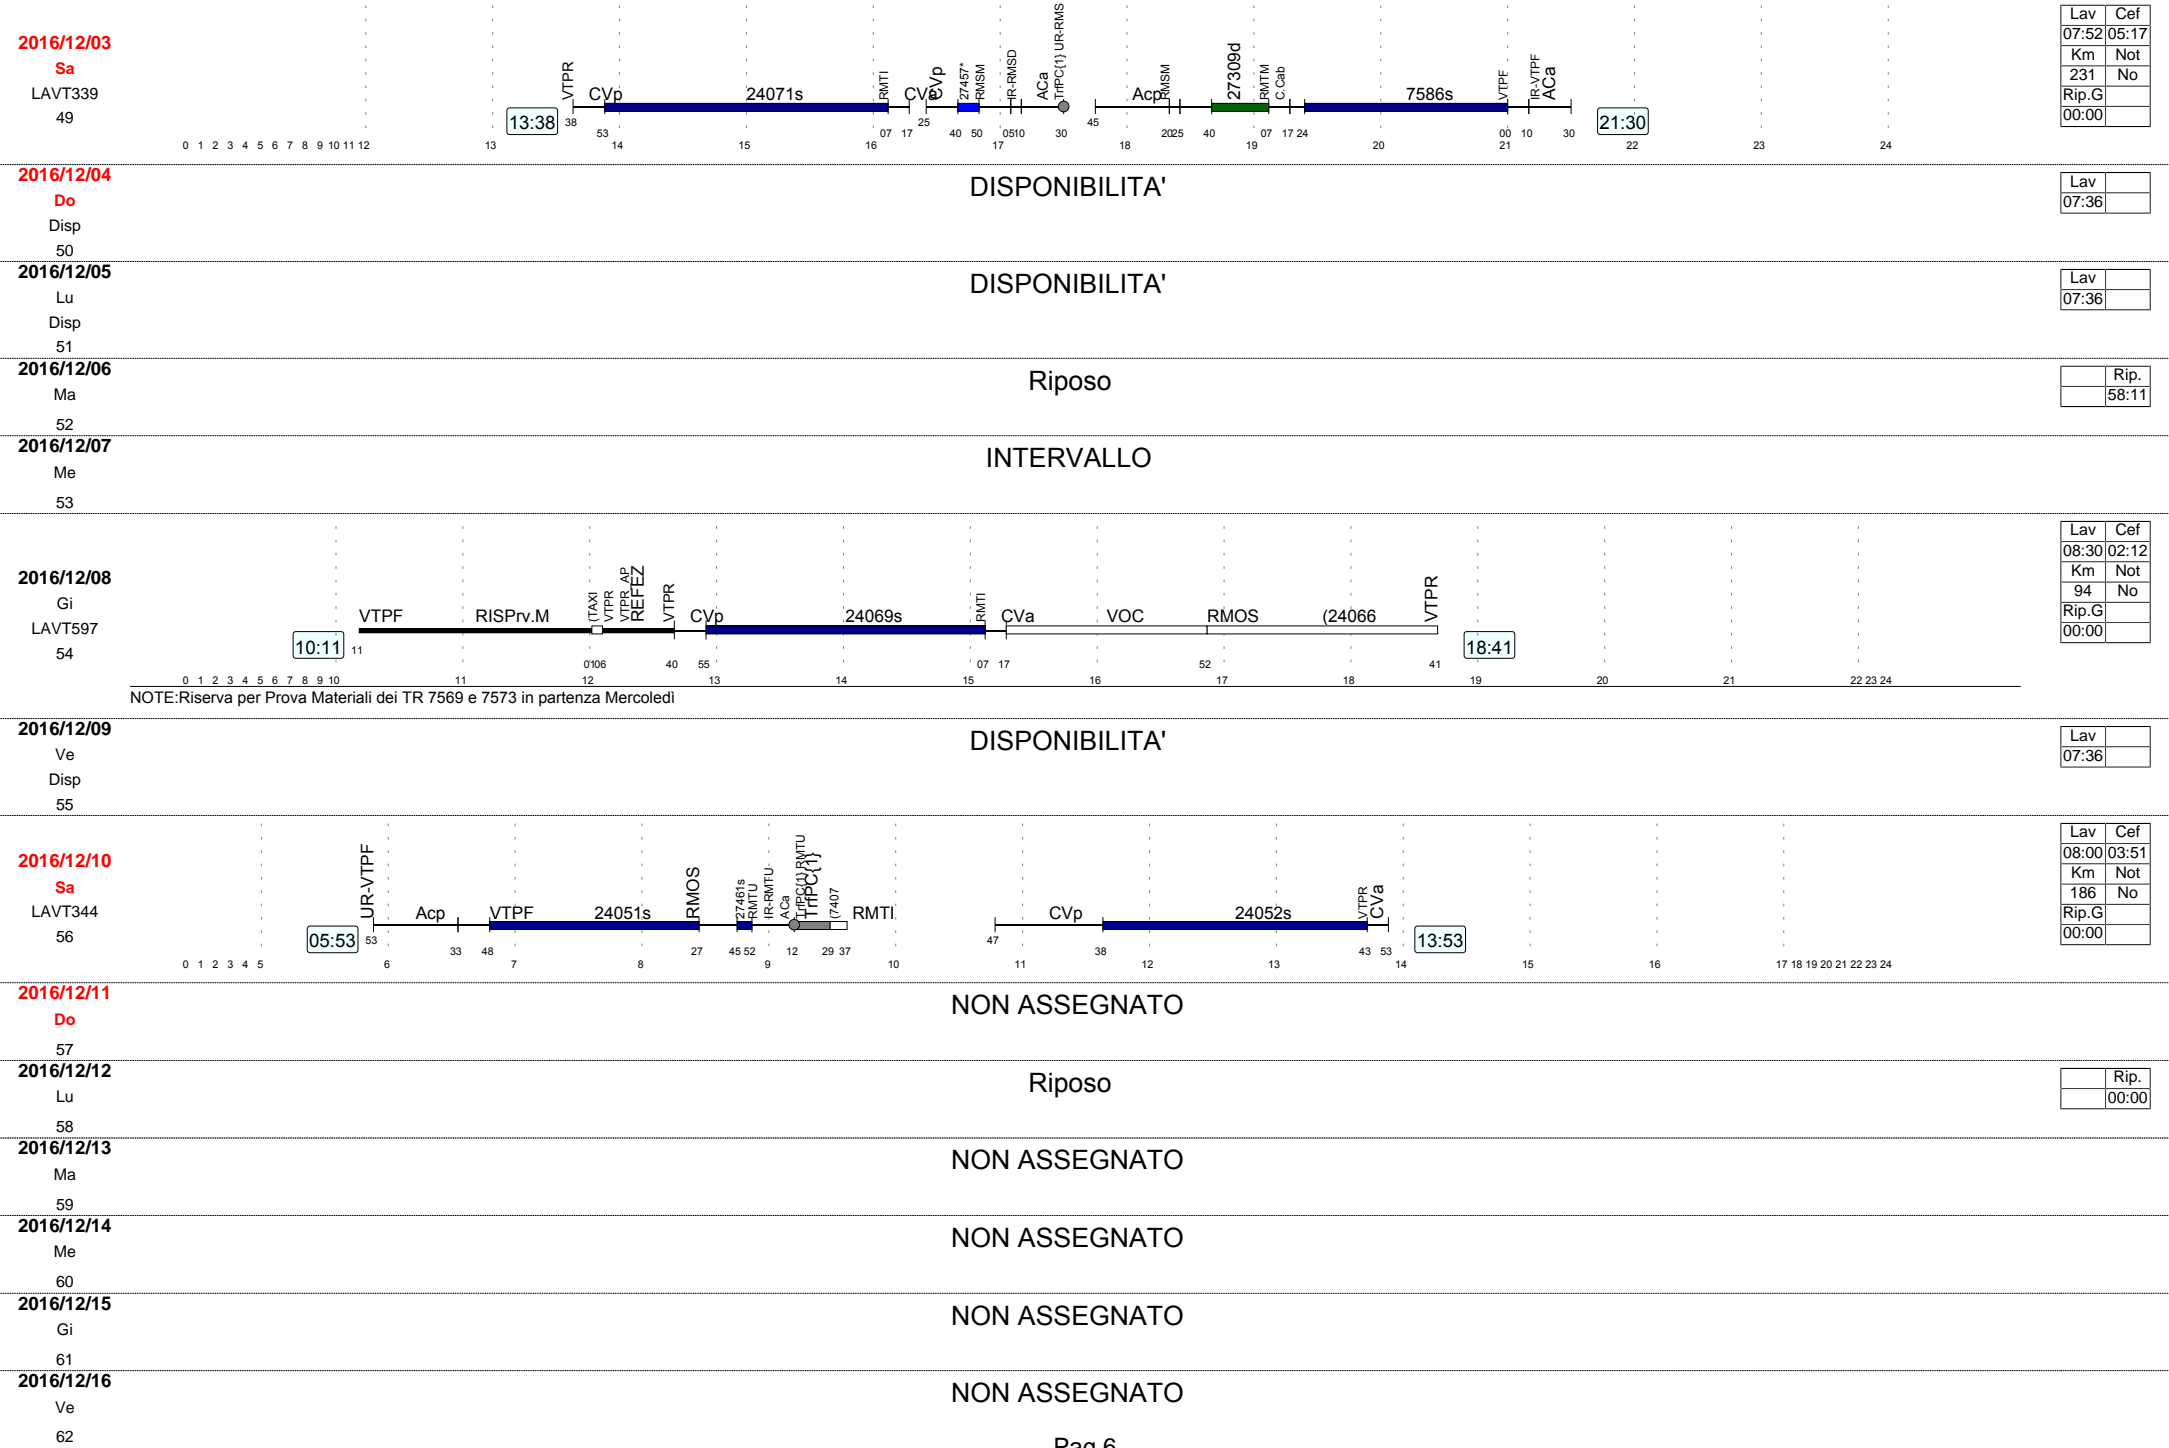 2016/12/03
Sa
LAVT339
49
13:38
VTPR CVp 24071s RMTI CVa CVp 27457* RMSM IR-RMSD ACa TrfPC{1} UR-RMS Acp RMSM 27309d RMTM C.Cab 7586s VTPF IR-VTPF ACa
21:30
38 53 07 17 25 40 50 05 10 30 45 20 25 40 07 17 24 00 10 30
0 1 2 3 4 5 6 7 8 9 10 11 12 13 14 15 16 17 18 19 20 21 22 23 24
Lav Cef
07:52 05:17
Km Not
231 No
Rip.G
00:00
2016/12/04
Do
Disp
50
DISPONIBILITA'
Lav
07:36
2016/12/05
Lu
Disp
51
DISPONIBILITA'
Lav
07:36
2016/12/06
Ma
52
Riposo
Rip.
58:11
2016/12/07
Me
53
INTERVALLO
2016/12/08
Gi
LAVT597
54
10:11
VTPF RISPrv.M (TAXI VTPR VTPR_AP REFEZ VTPR CVp 24069s RMTI CVa VOC RMOS (24066 VTPR
18:41
11 01 06 40 55 07 17 52 41
0 1 2 3 4 5 6 7 8 9 10 11 12 13 14 15 16 17 18 19 20 21 22 23 24
NOTE:Riserva per Prova Materiali dei TR 7569 e 7573 in partenza Mercoledì
Lav Cef
08:30 02:12
Km Not
94 No
Rip.G
00:00
2016/12/09
Ve
Disp
55
DISPONIBILITA'
Lav
07:36
2016/12/10
Sa
LAVT344
56
05:53
UR-VTPF Acp VTPF 24051s RMOS 27461s RMTU IR-RMTU ACa TrfPC{1} RMTU TrfPC{1} (7407 RMTI CVp 24052s VTPR CVa
13:53
53 33 48 27 45 52 12 29 37 47 38 43 53
0 1 2 3 4 5 6 7 8 9 10 11 12 13 14 15 16 17 18 19 20 21 22 23 24
Lav Cef
08:00 03:51
Km Not
186 No
Rip.G
00:00
2016/12/11
Do
57
NON ASSEGNATO
2016/12/12
Lu
58
Riposo
Rip.
00:00
2016/12/13
Ma
59
NON ASSEGNATO
2016/12/14
Me
60
NON ASSEGNATO
2016/12/15
Gi
61
NON ASSEGNATO
2016/12/16
Ve
62
NON ASSEGNATO
Pag.6